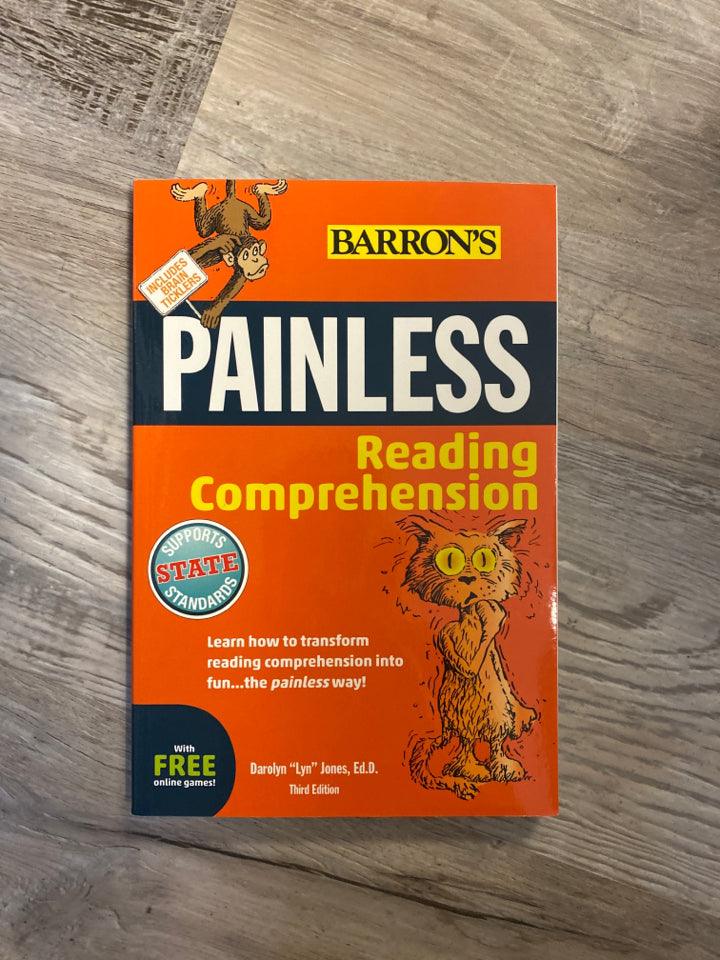 BARRON'S
INCLUDES
BRAIN
TICKLERS
PAINLESS
Reading
Comprehension
SUPPORTS
STATE
STANDARDS
Learn how to transform
reading comprehension into
fun...the painless way!
With
FREE
online games!
Darolyn “Lyn” Jones, Ed.D.
Third Edition